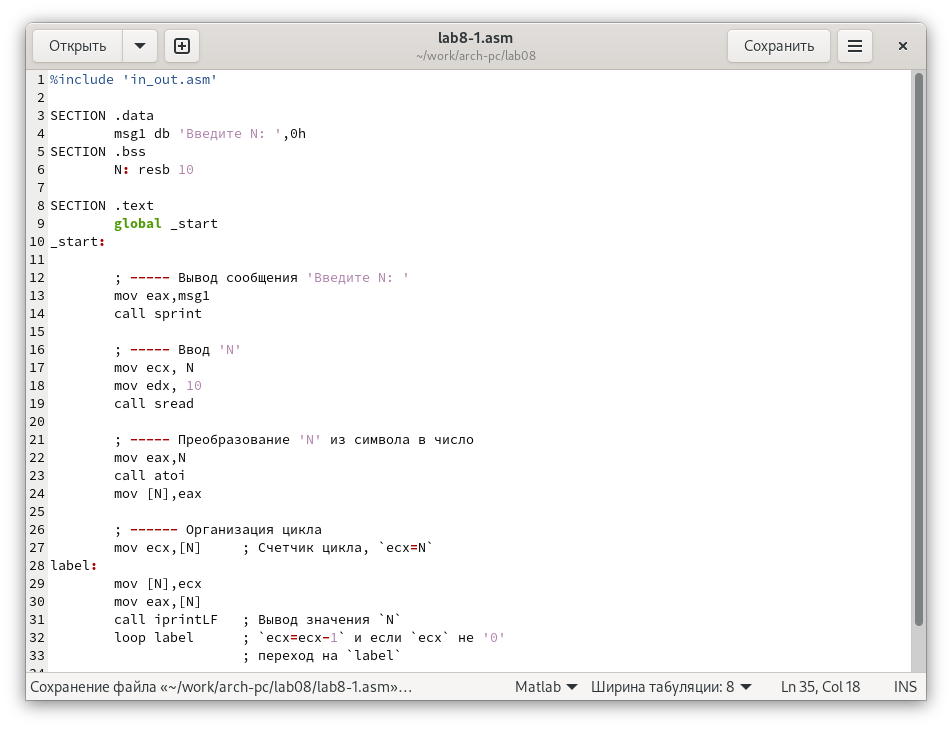 Открыть
lab8-1.asm
~/work/arch-pc/lab08
Сохранить
1 %include 'in_out.asm'
2
3 SECTION .data
4 msg1 db 'Введите N: ',0h
5 SECTION .bss
6 N: resb 10
7
8 SECTION .text
9 global _start
10 _start:
11
12 ; ----- Вывод сообщения 'Введите N: '
13 mov eax,msg1
14 call sprint
15
16 ; ----- Ввод 'N'
17 mov ecx, N
18 mov edx, 10
19 call sread
20
21 ; ----- Преобразование 'N' из символа в число
22 mov eax,N
23 call atoi
24 mov [N],eax
25
26 ; ------ Организация цикла
27 mov ecx,[N] ; Счетчик цикла, `ecx=N`
28 label:
29 mov [N],ecx
30 mov eax,[N]
31 call iprintLF ; Вывод значения `N`
32 loop label ; `ecx=ecx-1` и если `ecx` не '0'
33 ; переход на `label`
Сохранение файла «~/work/arch-pc/lab08/lab8-1.asm»… Matlab Ширина табуляции: 8 Ln 35, Col 18 INS